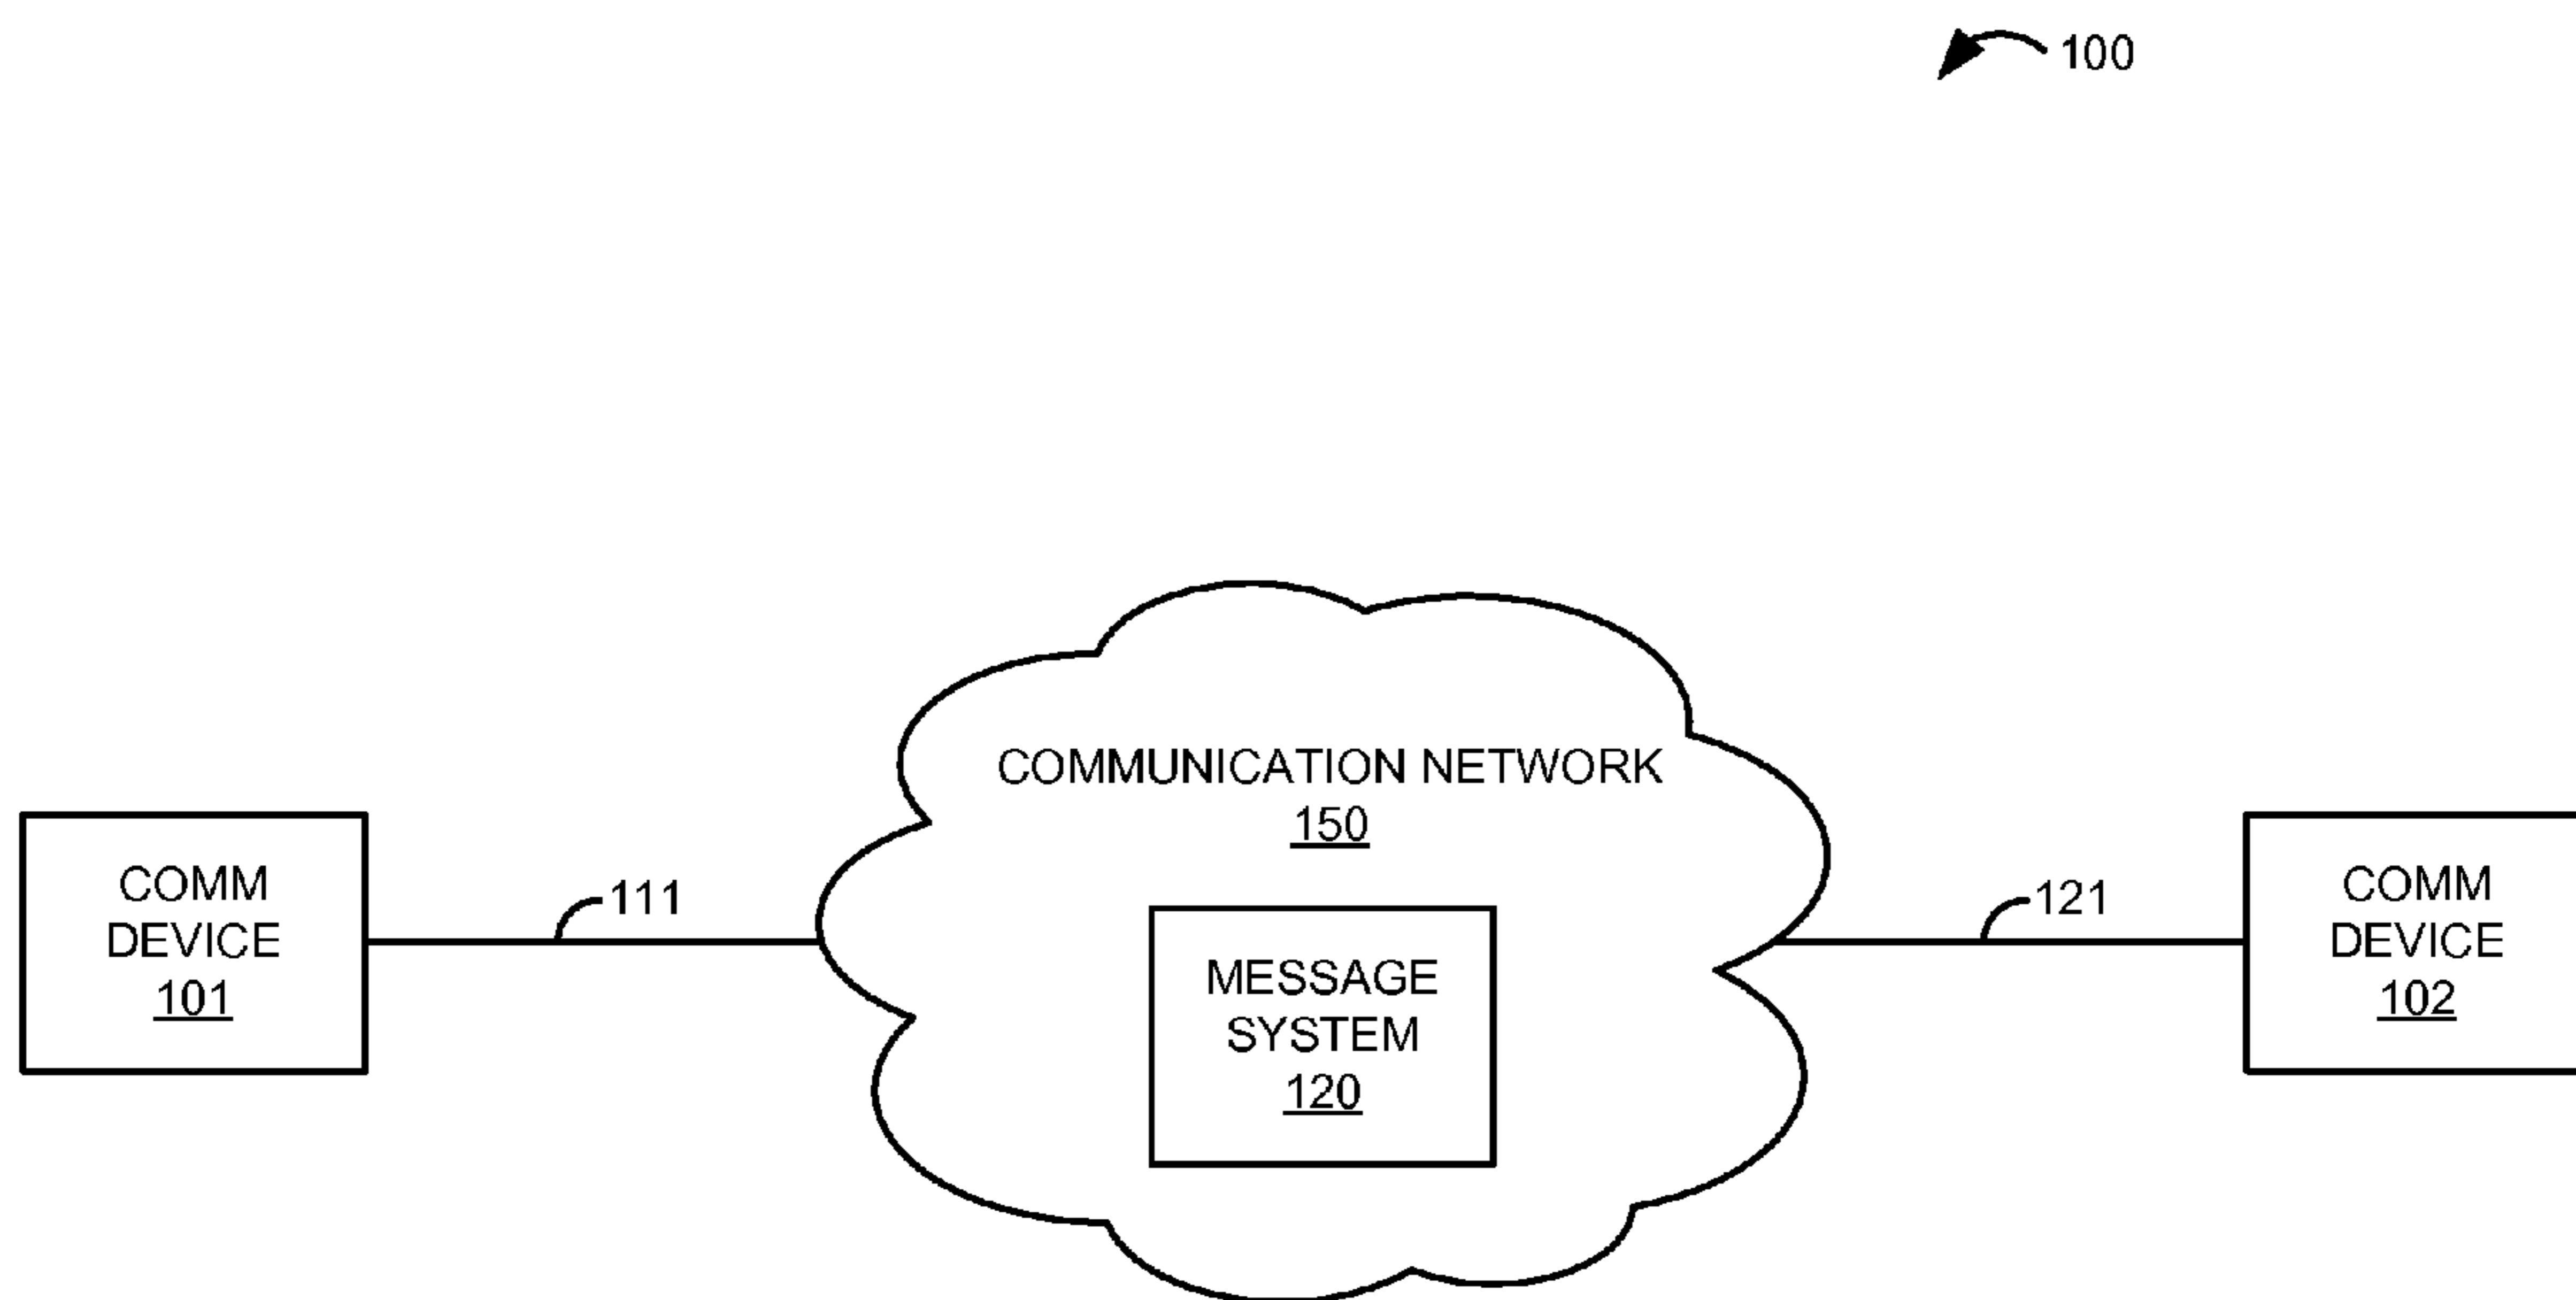 100
COMMUNICATION NETWORK
150
COMM
DEVICE
101
111
MESSAGE
SYSTEM
120
121
COMM
DEVICE
102